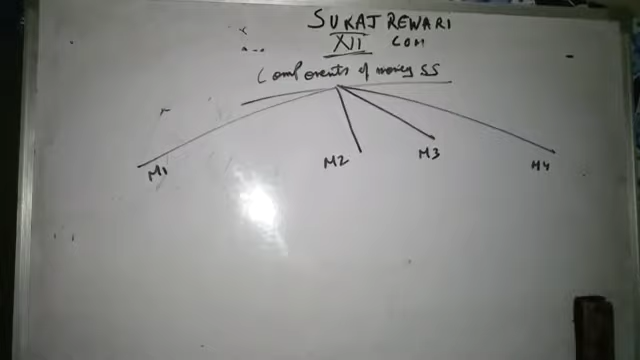 SURAJ REWARI
XII COM
Components of money SS
M1 M2 M3 M4